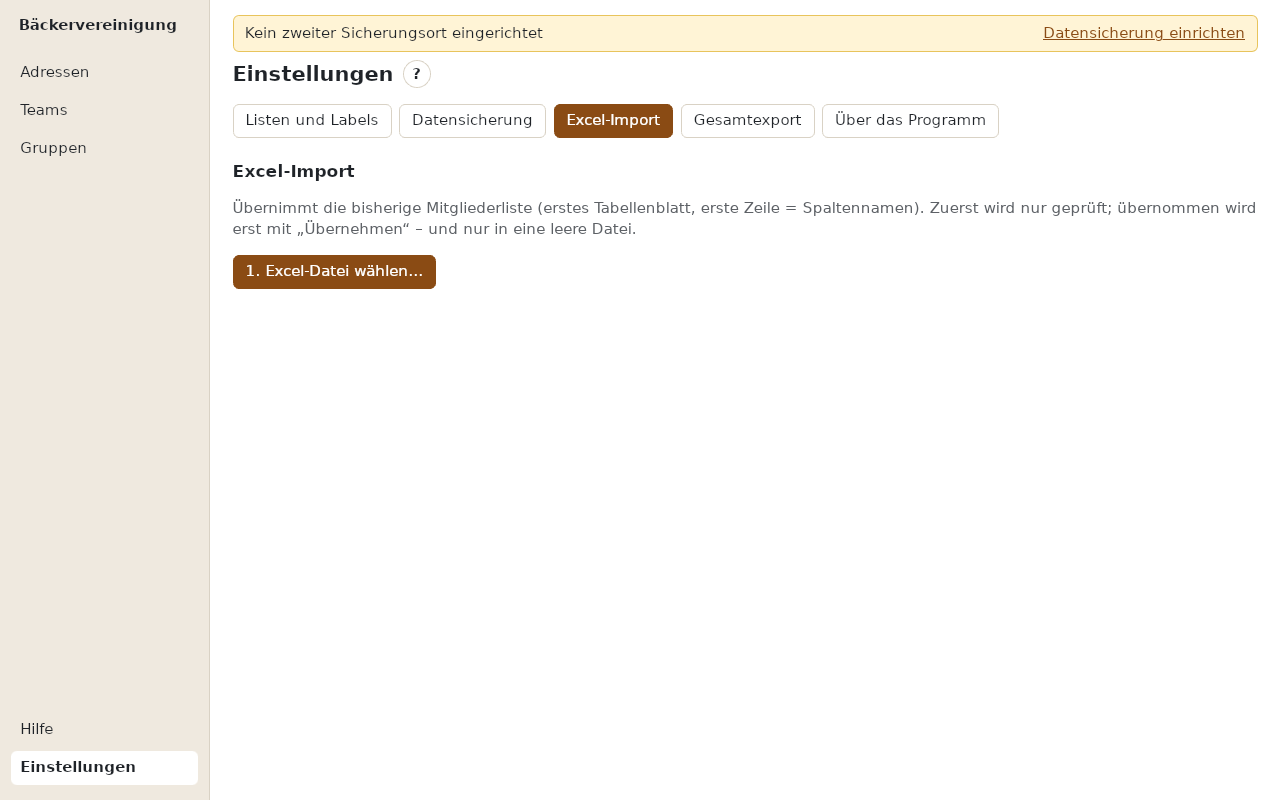 Bäckervereinigung
Adressen
Teams
Gruppen
Hilfe
Einstellungen
Kein zweiter Sicherungsort eingerichtet
Datensicherung einrichten
Einstellungen ?
Listen und Labels
Datensicherung
Excel-Import
Gesamtexport
Über das Programm
Excel-Import
Übernimmt die bisherige Mitgliederliste (erstes Tabellenblatt, erste Zeile = Spaltennamen). Zuerst wird nur geprüft; übernommen wird
erst mit „Übernehmen“ – und nur in eine leere Datei.
1. Excel-Datei wählen…